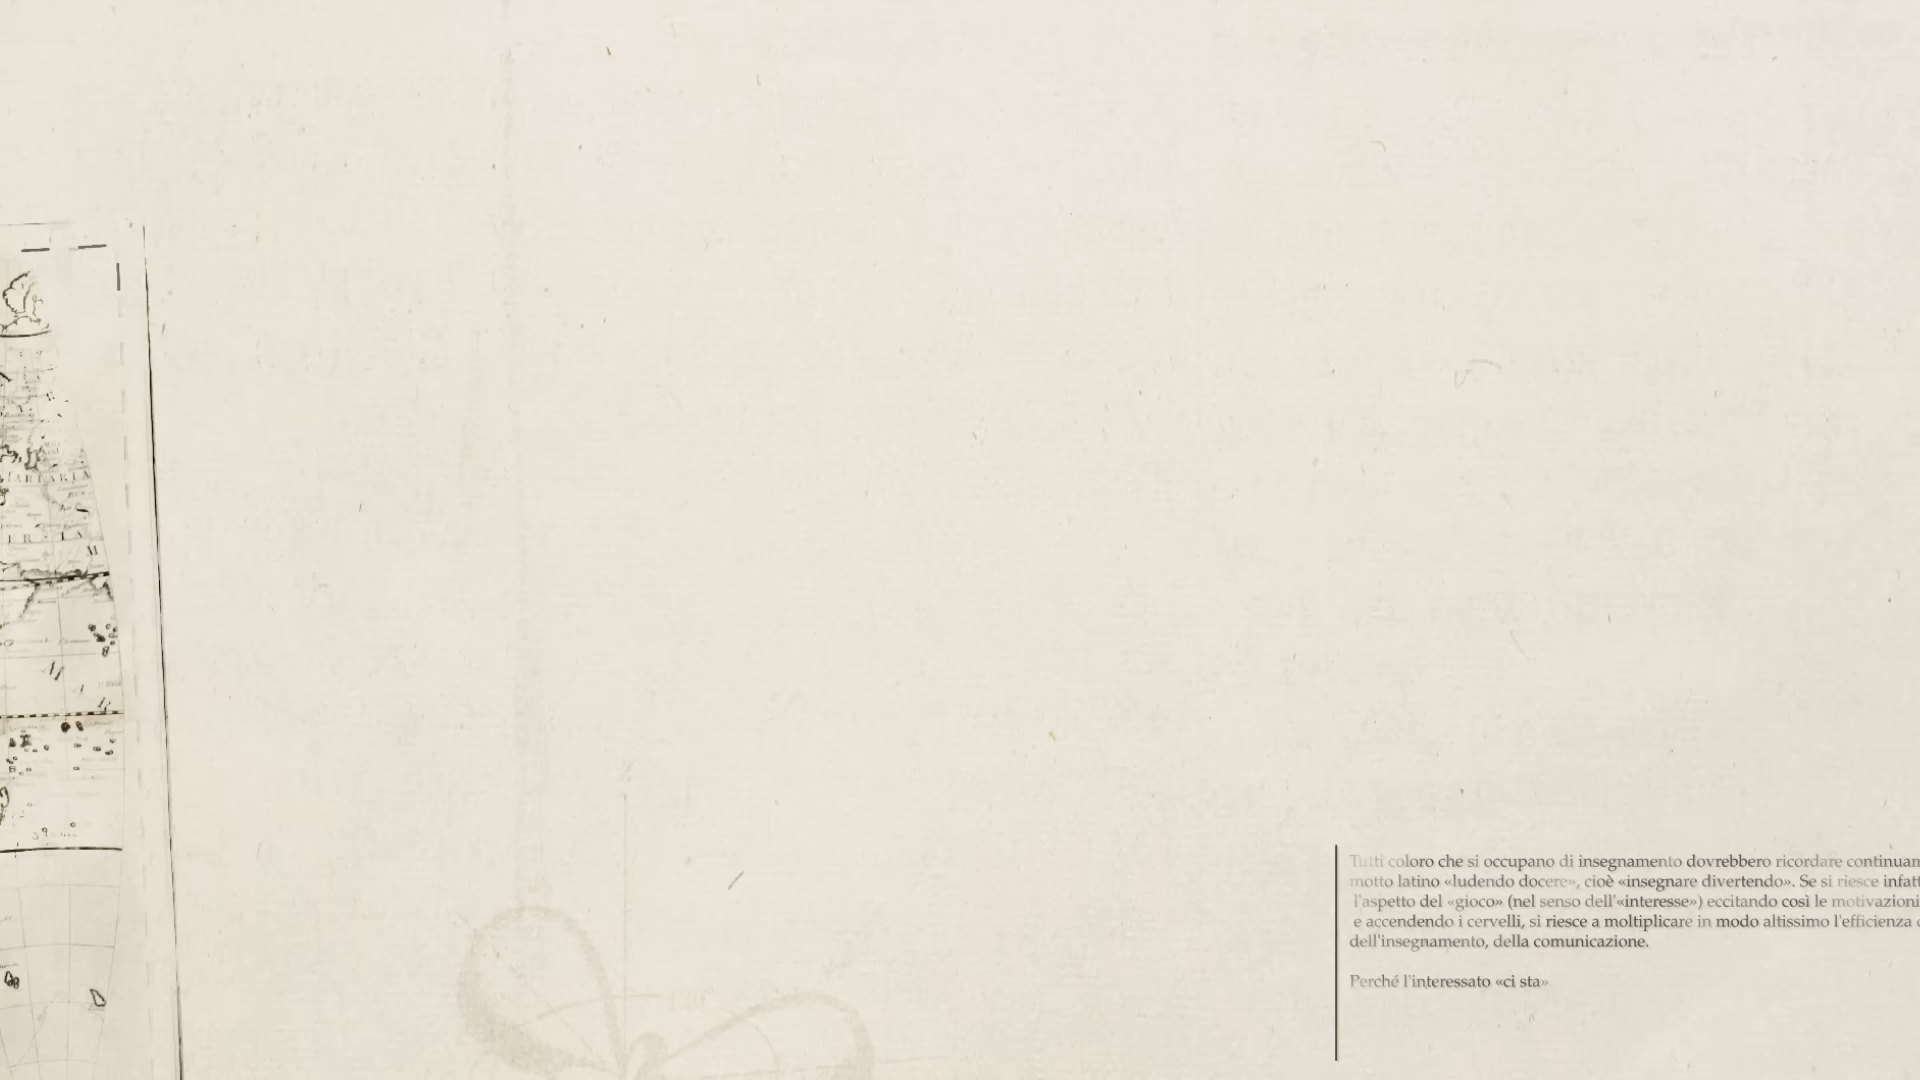 TARTARIA
M
Tutti coloro che si occupano di insegnamento dovrebbero ricordare
motto latino «ludendo docere», cioè «insegnare divertendo». Se si riesce
l'aspetto del «gioco» (nel senso dell'«interesse») eccitando così le motivazioni
e accendendo i cervelli, si riesce a moltiplicare in modo altissimo l'efficienza
dell'insegnamento, della comunicazione.
Perché l'interessato «ci sta»